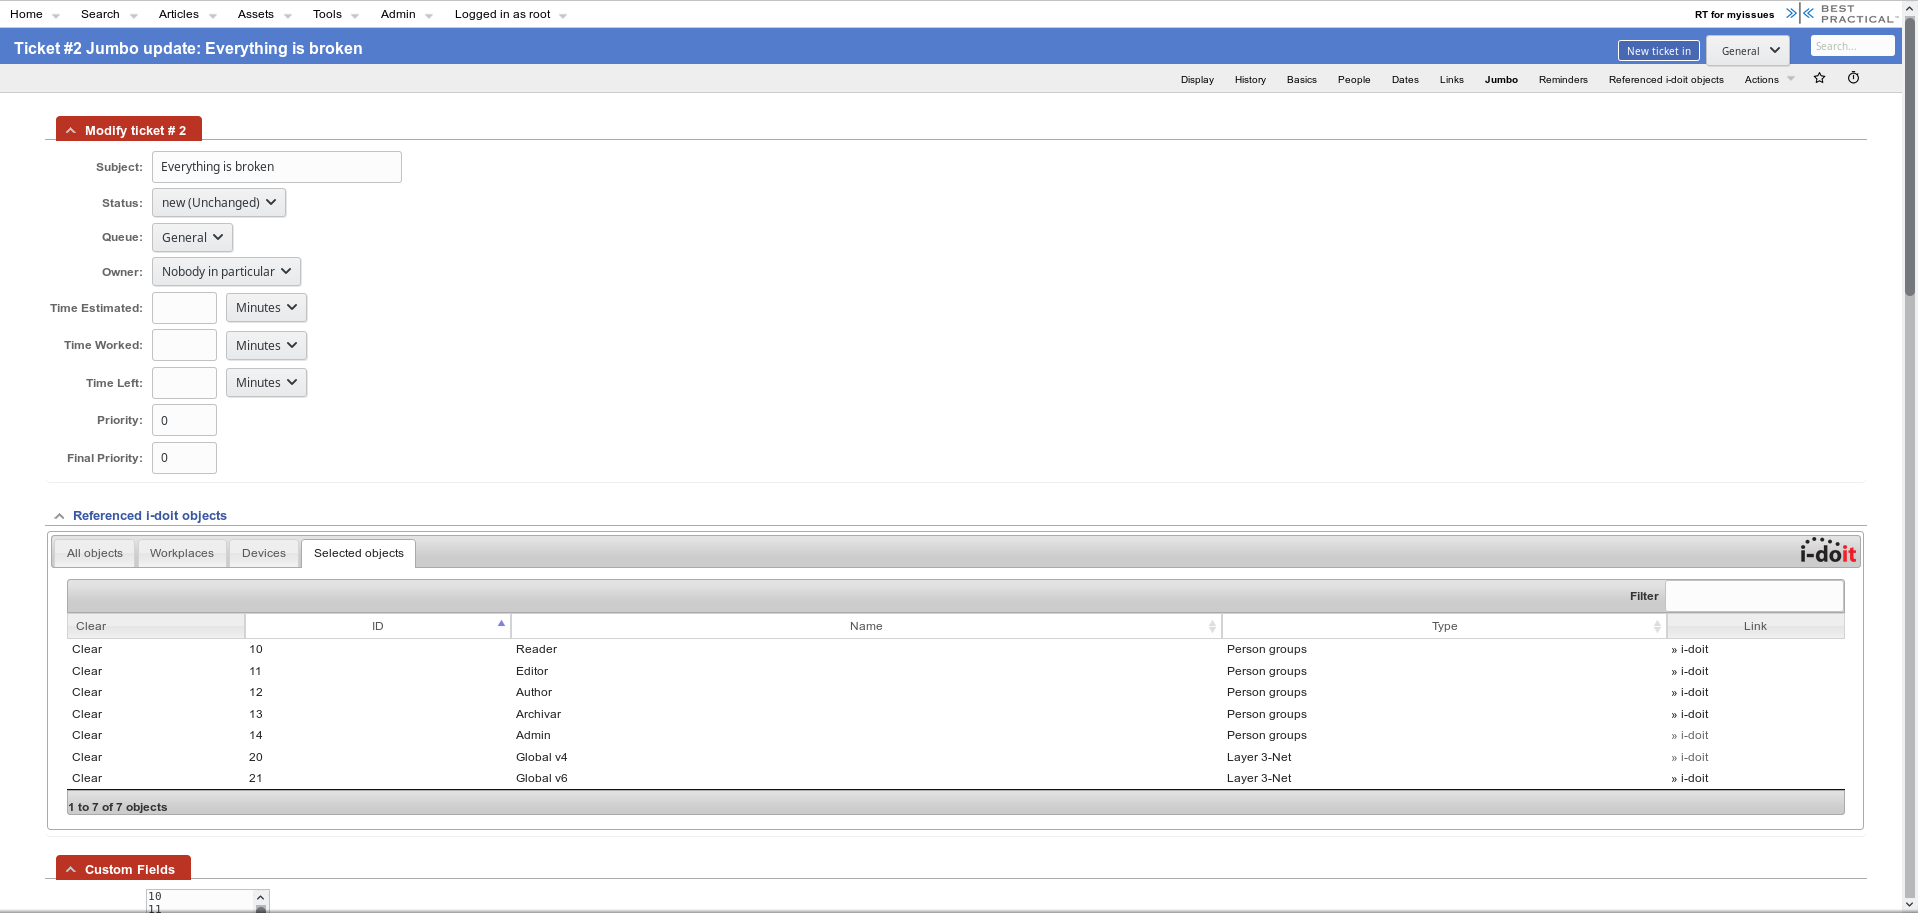 Home Search Articles Assets Tools Admin Logged in as root RT for myissues BEST PRACTICAL™
Ticket #2 Jumbo update: Everything is broken New ticket in General Search...
Display History Basics People Dates Links Jumbo Reminders Referenced i-doit objects Actions
Modify ticket # 2
Subject: Everything is broken
Status: new (Unchanged)
Queue: General
Owner: Nobody in particular
Time Estimated: Minutes
Time Worked: Minutes
Time Left: Minutes
Priority: 0
Final Priority: 0
Referenced i-doit objects
All objects Workplaces Devices Selected objects i-doit
Filter
Clear ID Name Type Link
Clear 10 Reader Person groups » i-doit
Clear 11 Editor Person groups » i-doit
Clear 12 Author Person groups » i-doit
Clear 13 Archivar Person groups » i-doit
Clear 14 Admin Person groups » i-doit
Clear 20 Global v4 Layer 3-Net » i-doit
Clear 21 Global v6 Layer 3-Net » i-doit
1 to 7 of 7 objects
Custom Fields
10
11